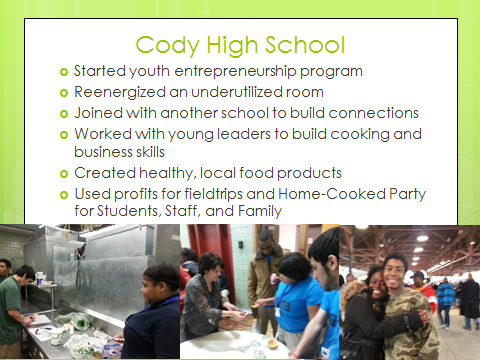 Cody High School
Started youth entrepreneurship program
Reenergized an underutilized room
Joined with another school to build connections
Worked with young leaders to build cooking and
business skills
Created healthy, local food products
Used profits for fieldtrips and Home-Cooked Party
for Students, Staff, and Family